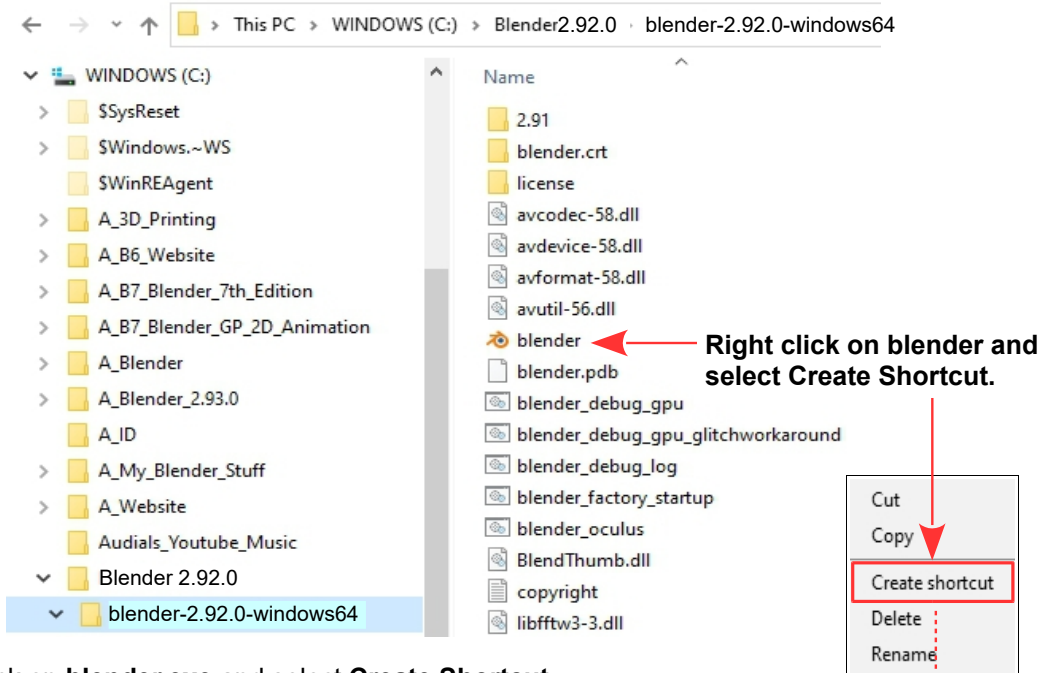 This PC > WINDOWS (C:) > Blender2.92.0 › blender-2.92.0-windows64
WINDOWS (C:)
$SysReset
$Windows.~WS
$WinREAgent
A_3D_Printing
A_B6_Website
A_B7_Blender_7th_Edition
A_B7_Blender_GP_2D_Animation
A_Blender
A_Blender_2.93.0
A_ID
A_My_Blender_Stuff
A_Website
Audials_Youtube_Music
Blender 2.92.0
blender-2.92.0-windows64
Name
2.91
blender.crt
license
avcodec-58.dll
avdevice-58.dll
avformat-58.dll
avutil-56.dll
blender
blender.pdb
blender_debug_gpu
blender_debug_gpu_glitchworkaround
blender_debug_log
blender_factory_startup
blender_oculus
BlendThumb.dll
copyright
libfftw3-3.dll
Right click on blender and
select Create Shortcut.
Cut
Copy
Create shortcut
Delete
Rename